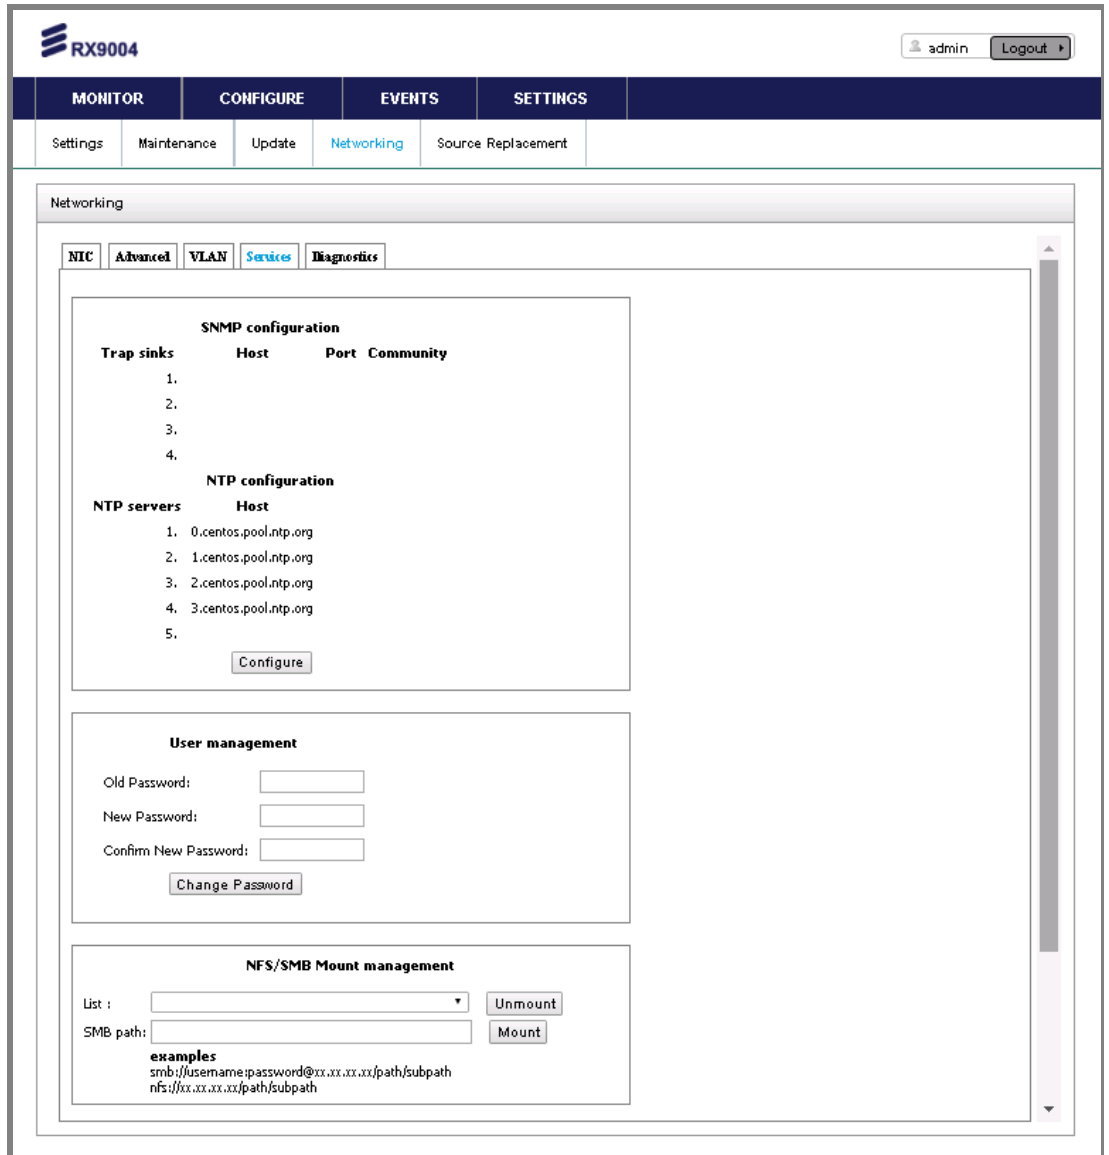 RX9004
admin Logout
MONITOR CONFIGURE EVENTS SETTINGS
Settings Maintenance Update Networking Source Replacement
Networking
NIC Advanced VLAN Services Diagnostics
SNMP configuration
Trap sinks Host Port Community
1.
2.
3.
4.
NTP configuration
NTP servers Host
1. 0.centos.pool.ntp.org
2. 1.centos.pool.ntp.org
3. 2.centos.pool.ntp.org
4. 3.centos.pool.ntp.org
5.
Configure
User management
Old Password:
New Password:
Confirm New Password:
Change Password
NFS/SMB Mount management
List : Unmount
SMB path: Mount
examples
smb://username:password@xx.xx.xx.xx/path/subpath
nfs://xx.xx.xx.xx/path/subpath